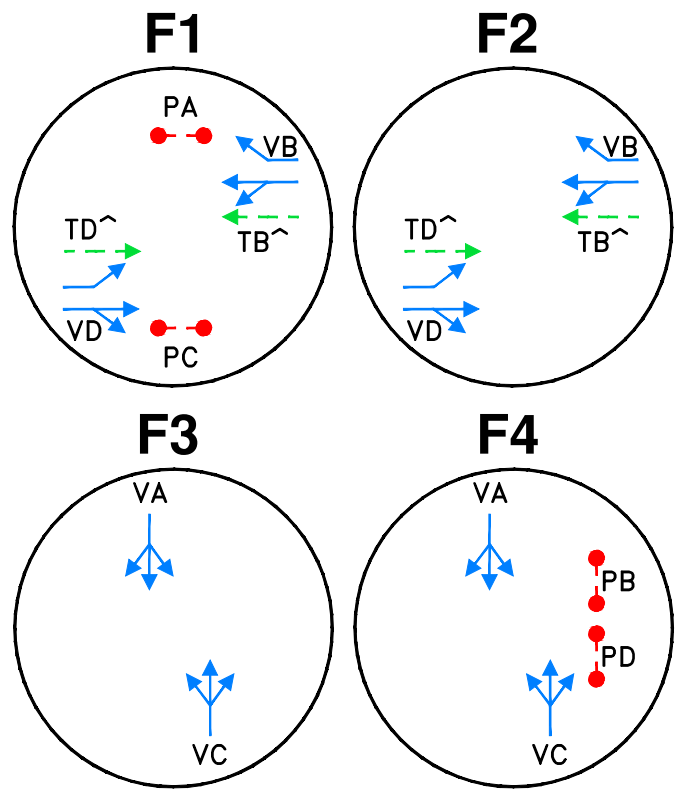 F1 F2
PA
VB VB
TD^ TD^
TB^ TB^
VD VD
PC
F3 F4
VA VA
PB
PD
VC VC